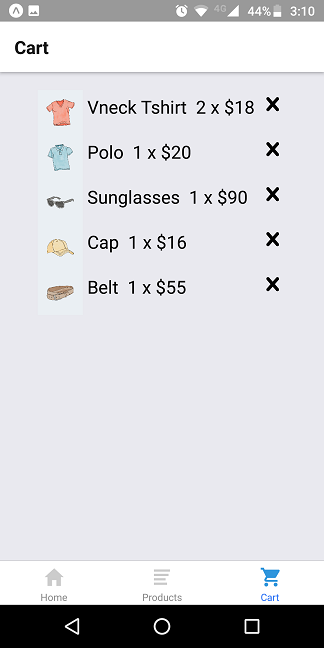 4G 44% 3:10
Cart
Vneck Tshirt 2 x $18
Polo 1 x $20
Sunglasses 1 x $90
Cap 1 x $16
Belt 1 x $55
Home Products Cart